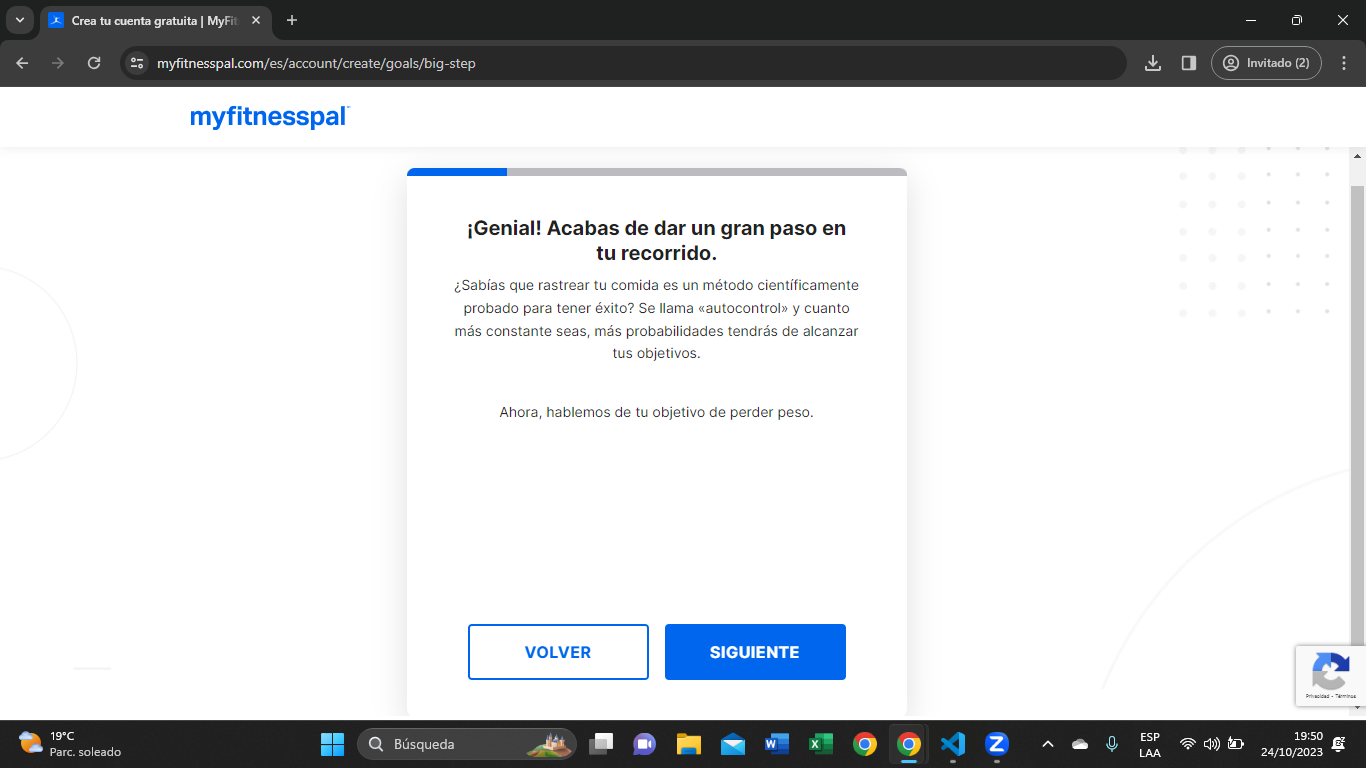 Crea tu cuenta gratuita | MyFit
myfitnesspal.com/es/account/create/goals/big-step
Invitado (2)
myfitnesspal
¡Genial! Acabas de dar un gran paso en
tu recorrido.
¿Sabías que rastrear tu comida es un método científicamente
probado para tener éxito? Se llama «autocontrol» y cuanto
más constante seas, más probabilidades tendrás de alcanzar
tus objetivos.
Ahora, hablemos de tu objetivo de perder peso.
VOLVER
SIGUIENTE
Privacidad - Términos
19°C
Parc. soleado
Búsqueda
ESP
LAA
19:50
24/10/2023